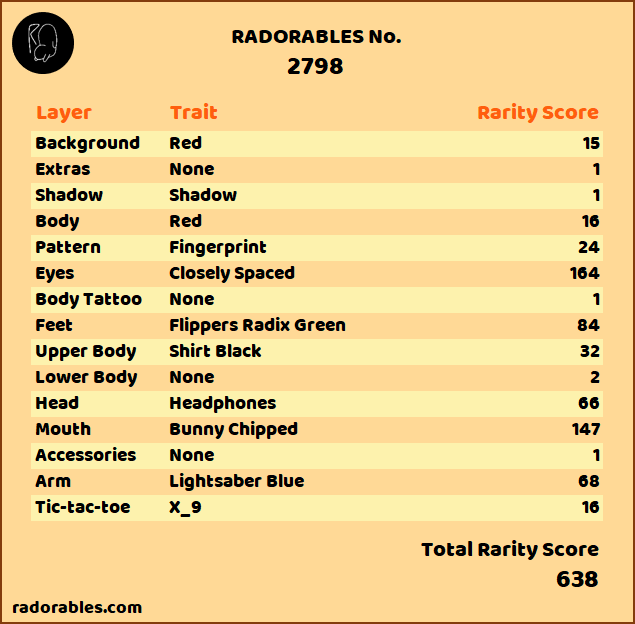 RADORABLES No.
2798
Layer Trait Rarity Score
Background Red 15
Extras None 1
Shadow Shadow 1
Body Red 16
Pattern Fingerprint 24
Eyes Closely Spaced 164
Body Tattoo None 1
Feet Flippers Radix Green 84
Upper Body Shirt Black 32
Lower Body None 2
Head Headphones 66
Mouth Bunny Chipped 147
Accessories None 1
Arm Lightsaber Blue 68
Tic-tac-toe X_9 16
Total Rarity Score
638
radorables.com